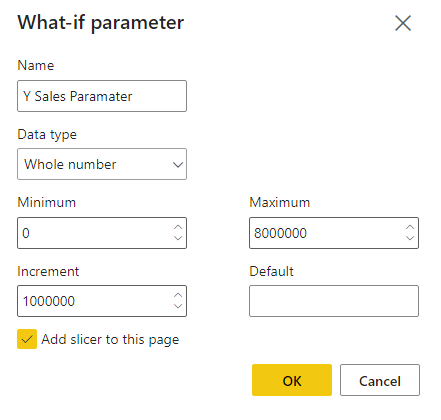 What-if parameter
Name
Y Sales Paramater
Data type
Whole number
Minimum
Maximum
0
8000000
Increment
Default
1000000
Add slicer to this page
OK
Cancel